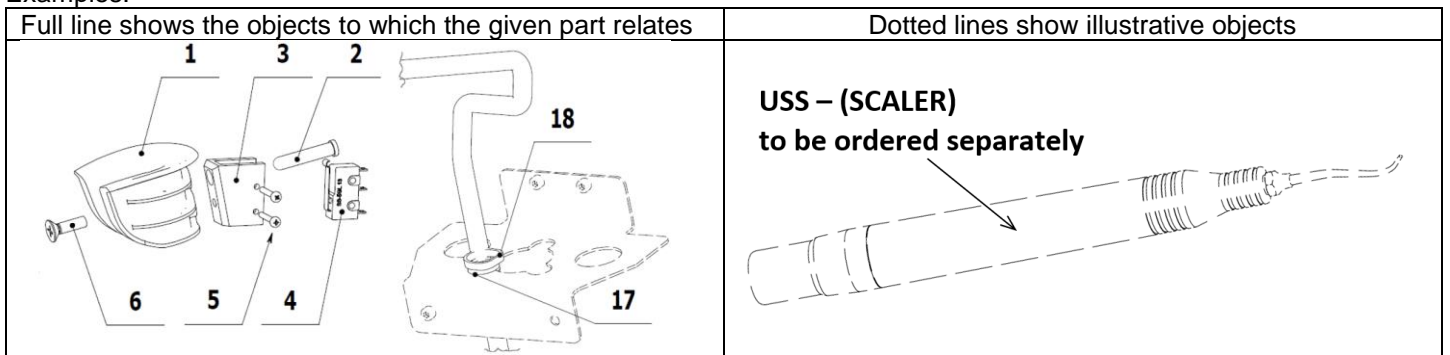 Examples:
Full line shows the objects to which the given part relates
Dotted lines show illustrative objects
1 3 2
18
6 5 4
17
USS – (SCALER)
to be ordered separately